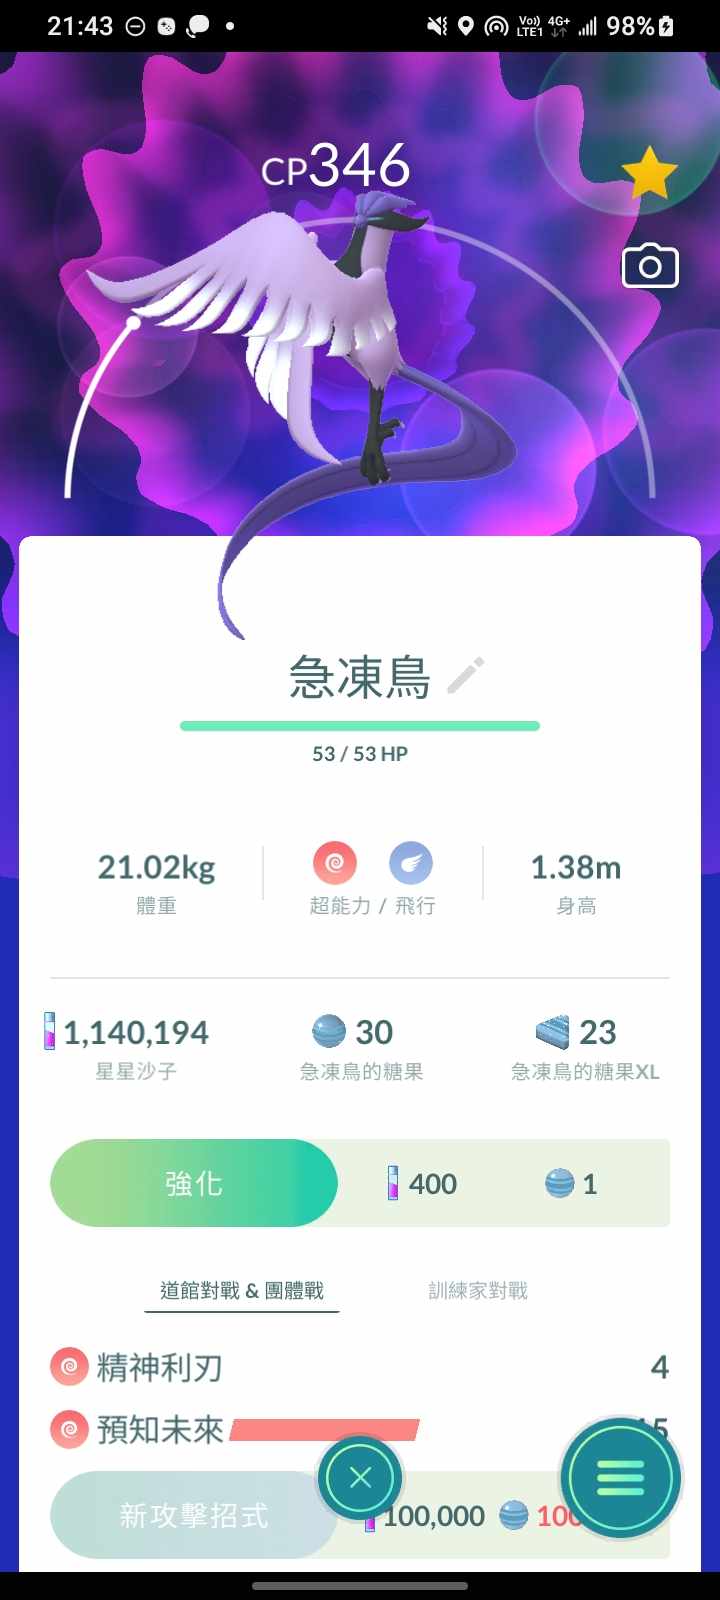 21:43 Vo)) LTE1 4G+ 98%
CP346
急凍鳥
53 / 53 HP
21.02kg 1.38m
體重 超能力 / 飛行 身高
1,140,194 30 23
星星沙子 急凍鳥的糖果 急凍鳥的糖果XL
強化 400 1
道館對戰 & 團體戰 訓練家對戰
精神利刃 4
預知未來
新攻擊招式 100,000